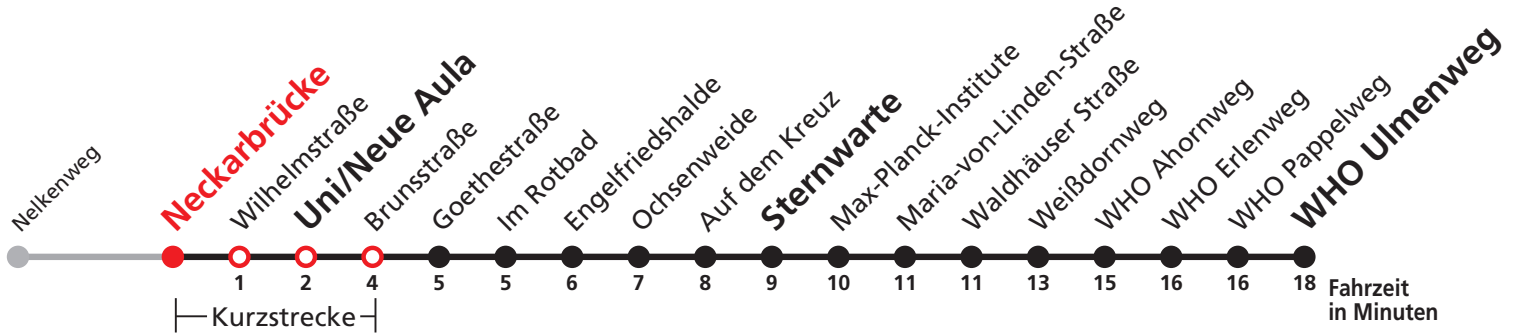 Nelkenweg
Neckarbrücke
Wilhelmstraße
Uni/Neue Aula
Brunsstraße
Goethestraße
Im Rotbad
Engelfriedshalde
Ochsenweide
Auf dem Kreuz
Sternwarte
Max-Planck-Institute
Maria-von-Linden-Straße
Waldhäuser Straße
Weißdornweg
WHO Ahornweg
WHO Erlenweg
WHO Pappelweg
WHO Ulmenweg
1 2 4 5 5 6 7 8 9 10 11 11 13 15 16 16 18 Fahrzeit
in Minuten
Kurzstrecke